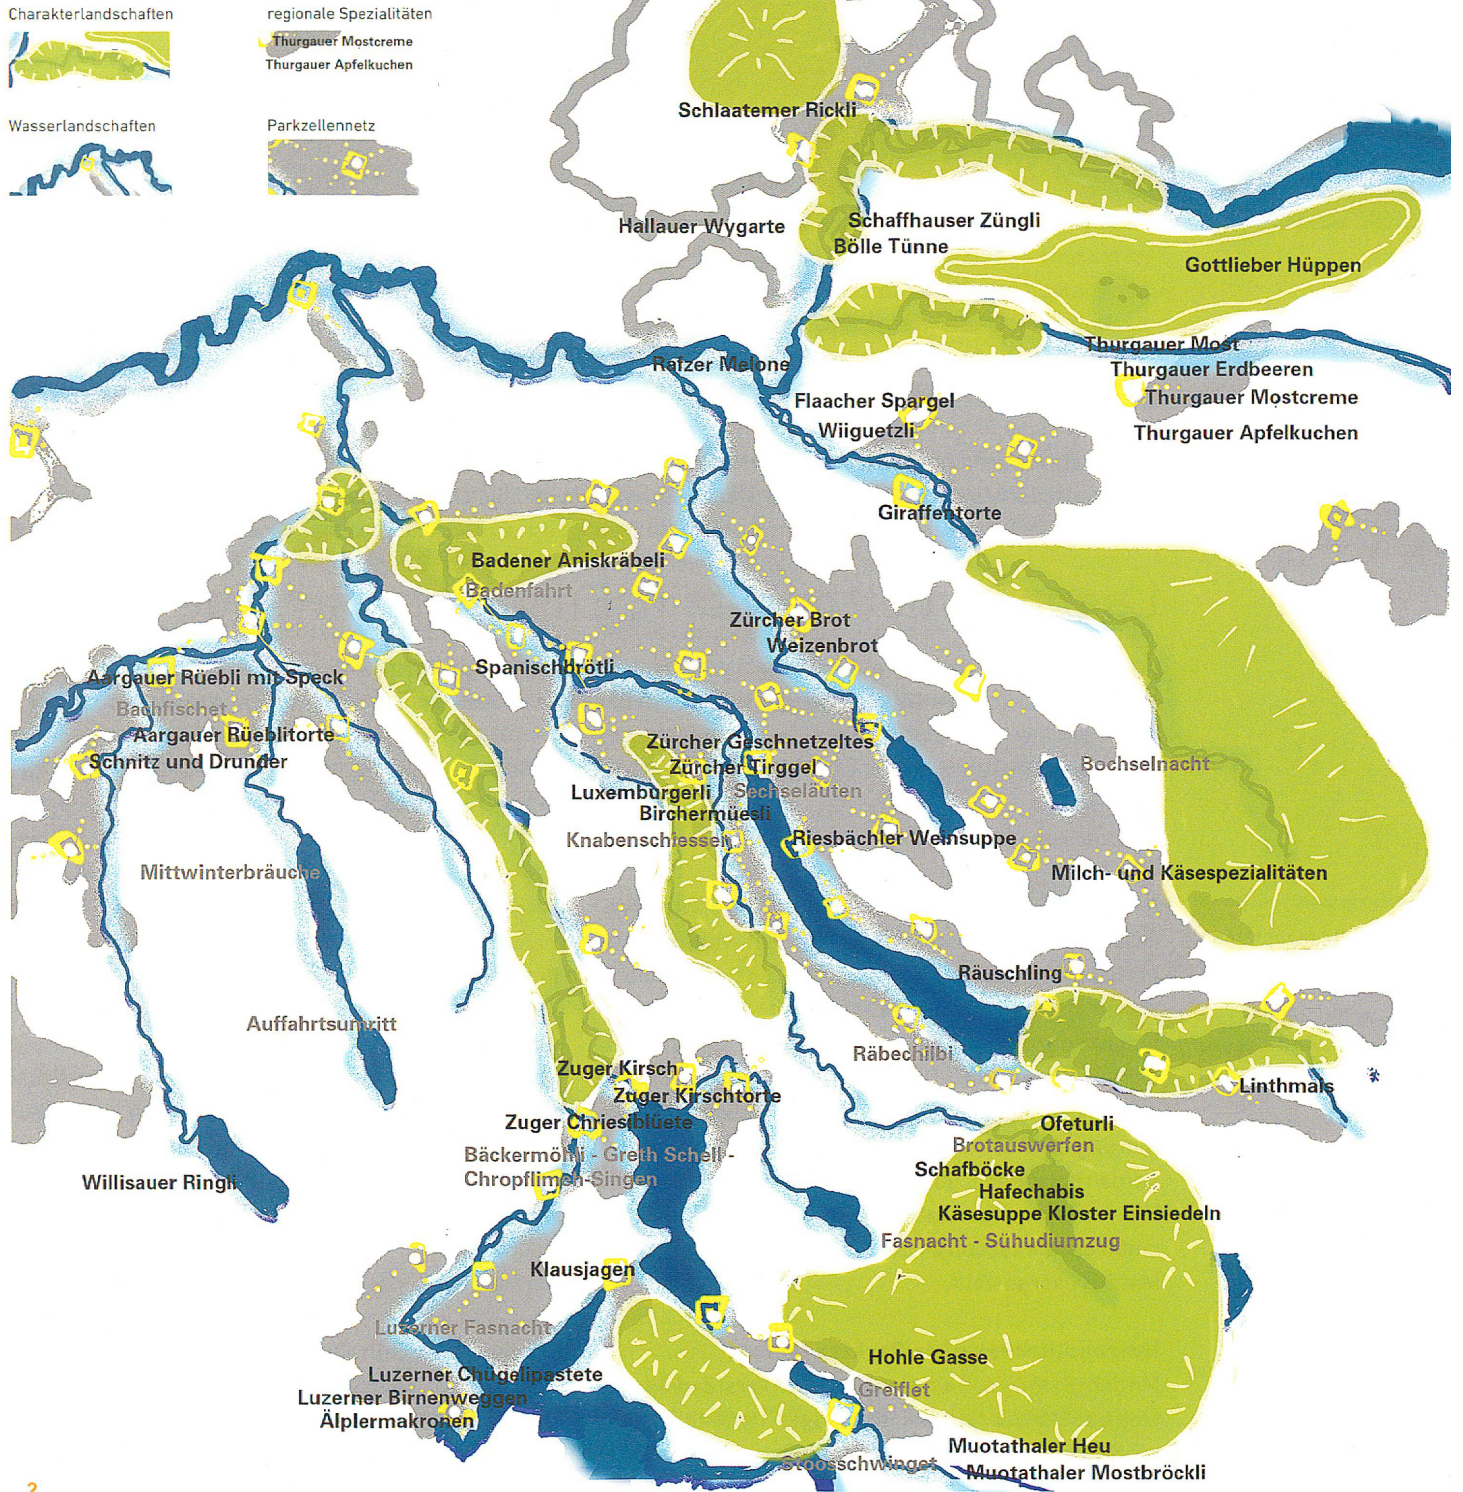 Charakterlandschaften
regionale Spezialitäten
Thurgauer Mostcreme
Thurgauer Apfelkuchen
Wasserlandschaften
Parkzellennetz
Schlaatemer Rickli
Hallauer Wygarte
Schaffhauser Züngli
Bölle Tünne
Gottlieber Hüppen
Rafzer Melone
Thurgauer Most
Thurgauer Erdbeeren
Thurgauer Mostcreme
Thurgauer Apfelkuchen
Flaacher Spargel
Wiiguetzli
Giraffentorte
Badener Aniskräbeli
Badenfahrt
Zürcher Brot
Weizenbrot
Spanischbrötli
Aargauer Rüebli mit Speck
Bachfischet
Aargauer Rüeblitorte
Schnitz und Drunder
Zürcher Geschnetzeltes
Zürcher Tirggel
Luxemburgerli
Sechseläuten
Birchermüesli
Knabenschiessen
Bochselnacht
Riesbächler Weinsuppe
Milch- und Käsespezialitäten
Mittwinterbräuche
Räuschling
Auffahrtsumritt
Räbechilbi
Zuger Kirsch
Zuger Kirschtorte
Linthmais
Zuger Chriesiblüete
Ofeturli
Brotauswerfen
Bäckermöhli - Greth Schell -
Chropflimeh-Singen
Schafböcke
Willisauer Ringli
Hafechabis
Käsesuppe Kloster Einsiedeln
Fasnacht - Sühudiumzug
Klausjagen
Luzerner Fasnacht
Hohle Gasse
Luzerner Chügelipastete
Greiflet
Luzerner Birnenweggen
Älplermakronen
Muotathaler Heu
Stoosschwinget
Muotathaler Mostbröckli
2